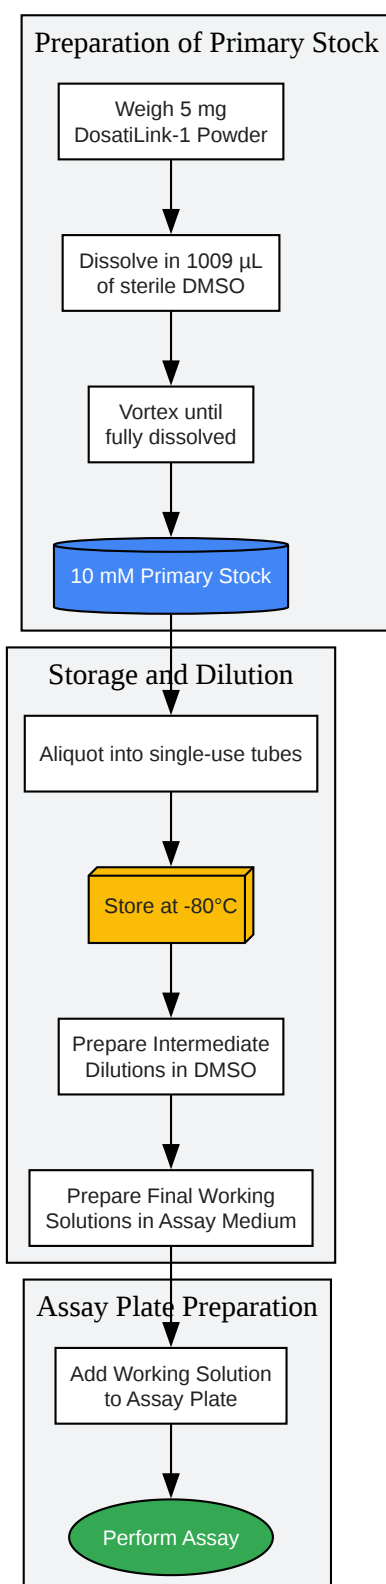 Preparation of Primary Stock
Weigh 5 mg
DosatiLink-1 Powder
Dissolve in 1009 µL
of sterile DMSO
Vortex until
fully dissolved
10 mM Primary Stock
Storage and Dilution
Aliquot into single-use tubes
Store at -80°C
Prepare Intermediate
Dilutions in DMSO
Prepare Final Working
Solutions in Assay Medium
Assay Plate Preparation
Add Working Solution
to Assay Plate
Perform Assay